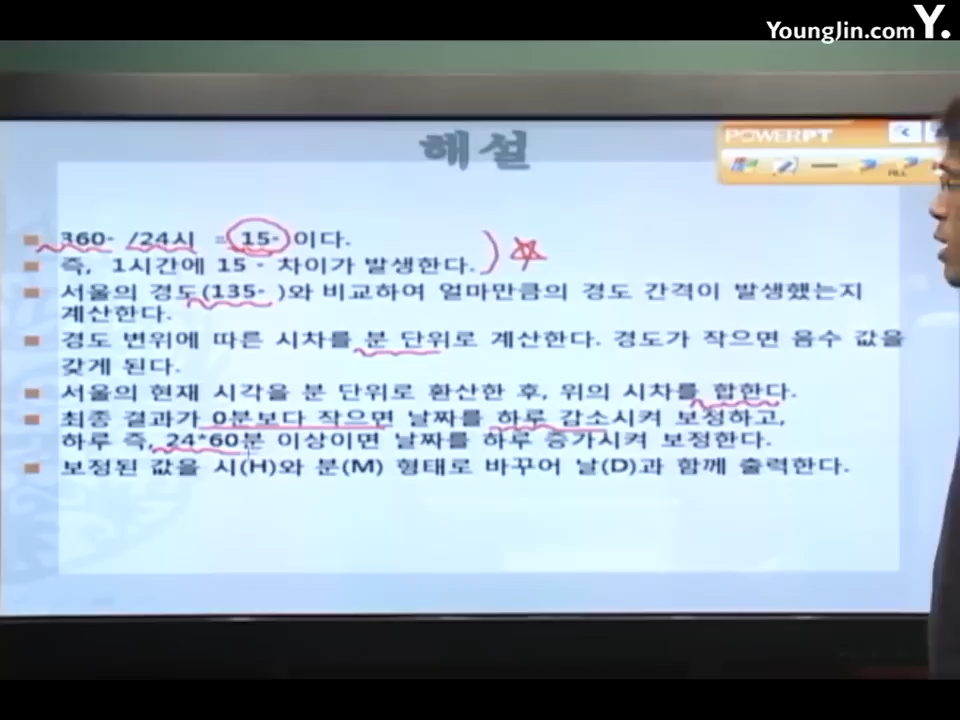 YoungJin.com Y.
해설
POWERPT
ALL
360- /24시 = 15- 이다.
즉, 1시간에 15 - 차이가 발생한다.
서울의 경도(135- )와 비교하여 얼마만큼의 경도 간격이 발생했는지
계산한다.
경도 변위에 따른 시차를 분 단위로 계산한다. 경도가 작으면 음수 값을
갖게 된다.
서울의 현재 시각을 분 단위로 환산한 후, 위의 시차를 합한다.
최종 결과가 0분보다 작으면 날짜를 하루 감소시켜 보정하고,
하루 즉, 24*60분 이상이면 날짜를 하루 증가시켜 보정한다.
보정된 값을 시(H)와 분(M) 형태로 바꾸어 날(D)과 함께 출력한다.